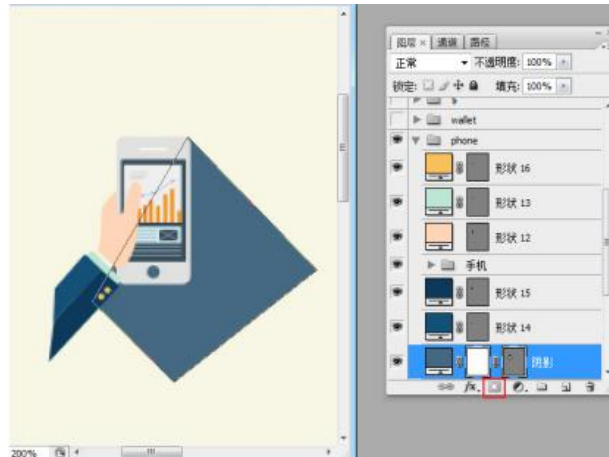 图层 × 通道 路径
正常 不透明度: 100%
锁定: 填充: 100%
wallet
phone
形状 16
形状 13
形状 12
手机
形状 15
形状 14
阴影
fx.
200%